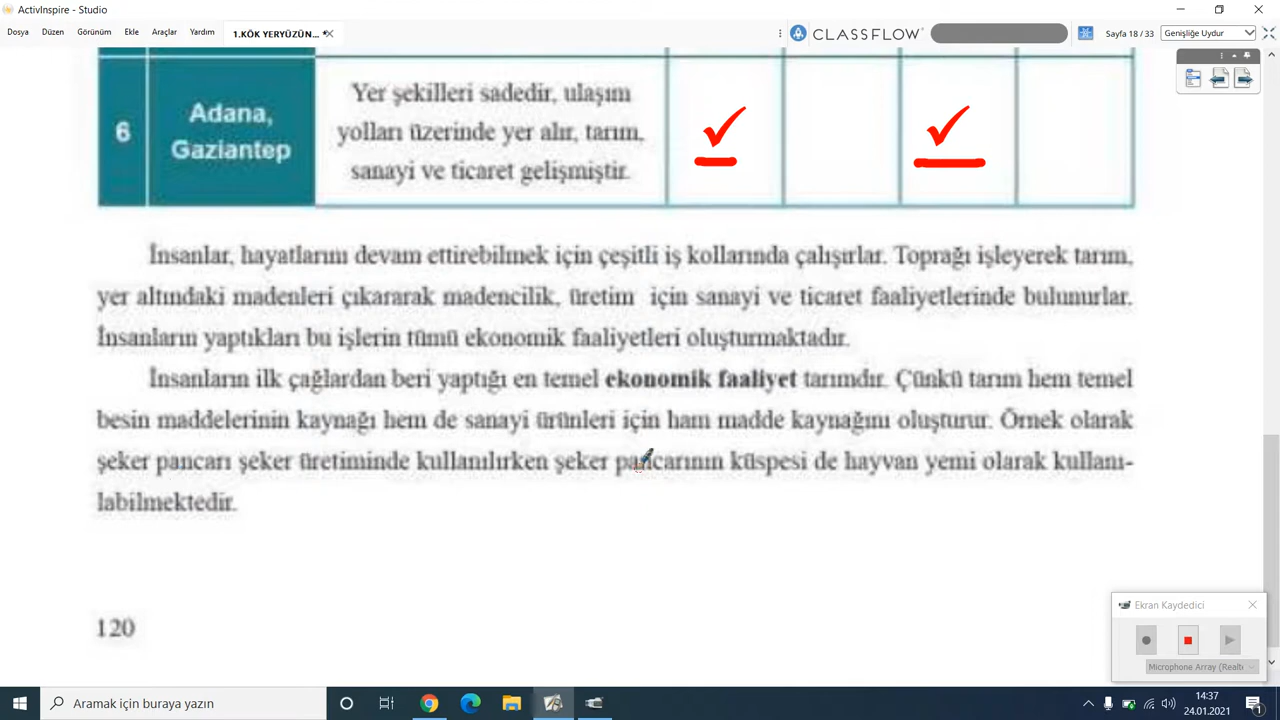 ActivInspire - Studio
Dosya Düzen Görünüm Ekle Araçlar Yardım 1.KÖK YERYÜZÜN... * CLASSFLOW Sayfa 18 / 33 Genişliğe Uydur
6 Adana, Gaziantep
Yer şekilleri sadedir, ulaşım
yolları üzerinde yer alır, tarım,
sanayi ve ticaret gelişmiştir.
İnsanlar, hayatlarını devam ettirebilmek için çeşitli iş kollarında çalışırlar. Toprağı işleyerek tarım,
yer altındaki madenleri çıkararak madencilik, üretim için sanayi ve ticaret faaliyetlerinde bulunurlar.
İnsanların yaptıkları bu işlerin tümü ekonomik faaliyetleri oluşturmaktadır.
İnsanların ilk çağlardan beri yaptığı en temel ekonomik faaliyet tarımdır. Çünkü tarım hem temel
besin maddelerinin kaynağı hem de sanayi ürünleri için ham madde kaynağını oluşturur. Örnek olarak
şeker pancarı şeker üretiminde kullanılırken şeker pancarının küspesi de hayvan yemi olarak kullanı-
labilmektedir.
120
Ekran Kaydedici
Microphone Array (Realte
Aramak için buraya yazın
14:37
24.01.2021
1